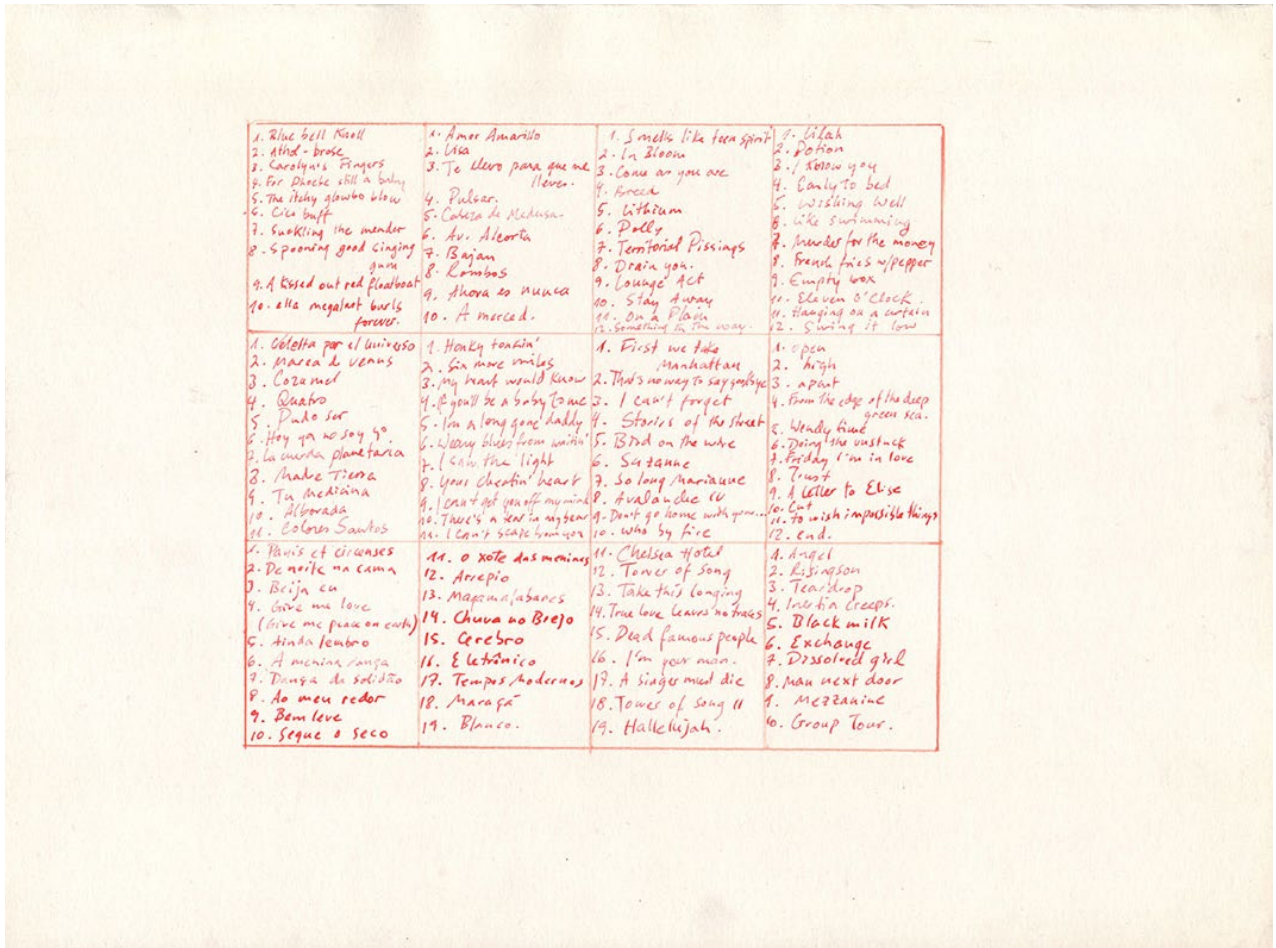 1. Blue bell Knoll
2. Athol-brose
3. Carolyn's Fingers
4. For Phoebe still a baby
5. The itchy glowbo blow
6. Cico buff
7. Suckling the mender
8. Spooning good singing
gum
9. A kissed out red floatboat
10. ella megalast burls
forever.
1. Amor Amarillo
2. Lisa
3. Te llevo para que me
lleves.
4. Pulsar.
5. Cabeza de Medusa.
6. Av. Alcorta
7. Bajan
8. Rombos
9. Ahora es nunca
10. A merced.
1. Smells like teen spirit
2. In Bloom
3. Come as you are
4. Breed
5. Lithium
6. Polly
7. Territorial Pissings
8. Drain you.
9. Lounge Act
10. Stay Away
11. On a Plain
12. Something in the way.
1. Lilah
2. Potion
3. I know you
4. Early To bed
5. Wishing well
6. Like swimming
7. Murder for the money
8. French fries w/pepper
9. Empty box
10. Eleven O'Clock.
11. Hanging on a curtain
12. Swing it low
1. Coletta por el universo
2. Marea de Venus
3. Cozumel
4. Quatro
5. Pudo ser
6. Hoy ya no soy yo
7. La cuerda planetaria
8. Madre Tierra
9. Tu Medicina
10. Alborada
11. Colores Santos
1. Honky tonkin'
2. Six more miles
3. My heart would know
4. If you'll be a baby to me
5. I'm a long gone daddy
6. Weary blues from waitin'
7. I saw the light
8. Your cheatin' heart
9. I can't get you off my mind
10. There's a tear in my bear
11. I can't scape from you
1. First we take
Manhattan
2. That's no way to say goodbye
3. I can't forget
4. Stories of the street
5. Bird on the wire
6. Suzanne
7. So long Marianne
8. Avalanche IV
9. Don't go home with your...
10. who by fire
1. open
2. high
3. apart
4. From the edge of the deep
green sea.
5. Wendy time
6. Doing the unstuck
7. Friday I'm in love
8. Trust
9. A letter to Elise
10. Cut
11. to wish impossible things
12. end.
1. Panis et circenses
2. De noite na cama
3. Beija eu
4. Give me love
(Give me peace on earth)
5. Ainda lembro
6. A menina dança
7. Dança da solidão
8. Ao meu redor
9. Bem leve
10. Segue o seco
11. O xote das meninas
12. Arrepio
13. Magamalabares
14. Chuva no Brejo
15. Cerebro
16. Eletrônico
17. Tempos Modernos
18. Maraçá
19. Blanco.
11. Chelsea Hotel
12. Tower of Song
13. Take this longing
14. True love leaves no traces
15. Dead famous people
16. I'm your man.
17. A singer must die
18. Tower of song II
19. Hallelujah.
1. Angel
2. Risingson
3. Teardrop
4. Inertia creeps.
5. Black milk
6. Exchange
7. Dissolved girl
8. Man next door
9. Mezzanine
10. Group Four.